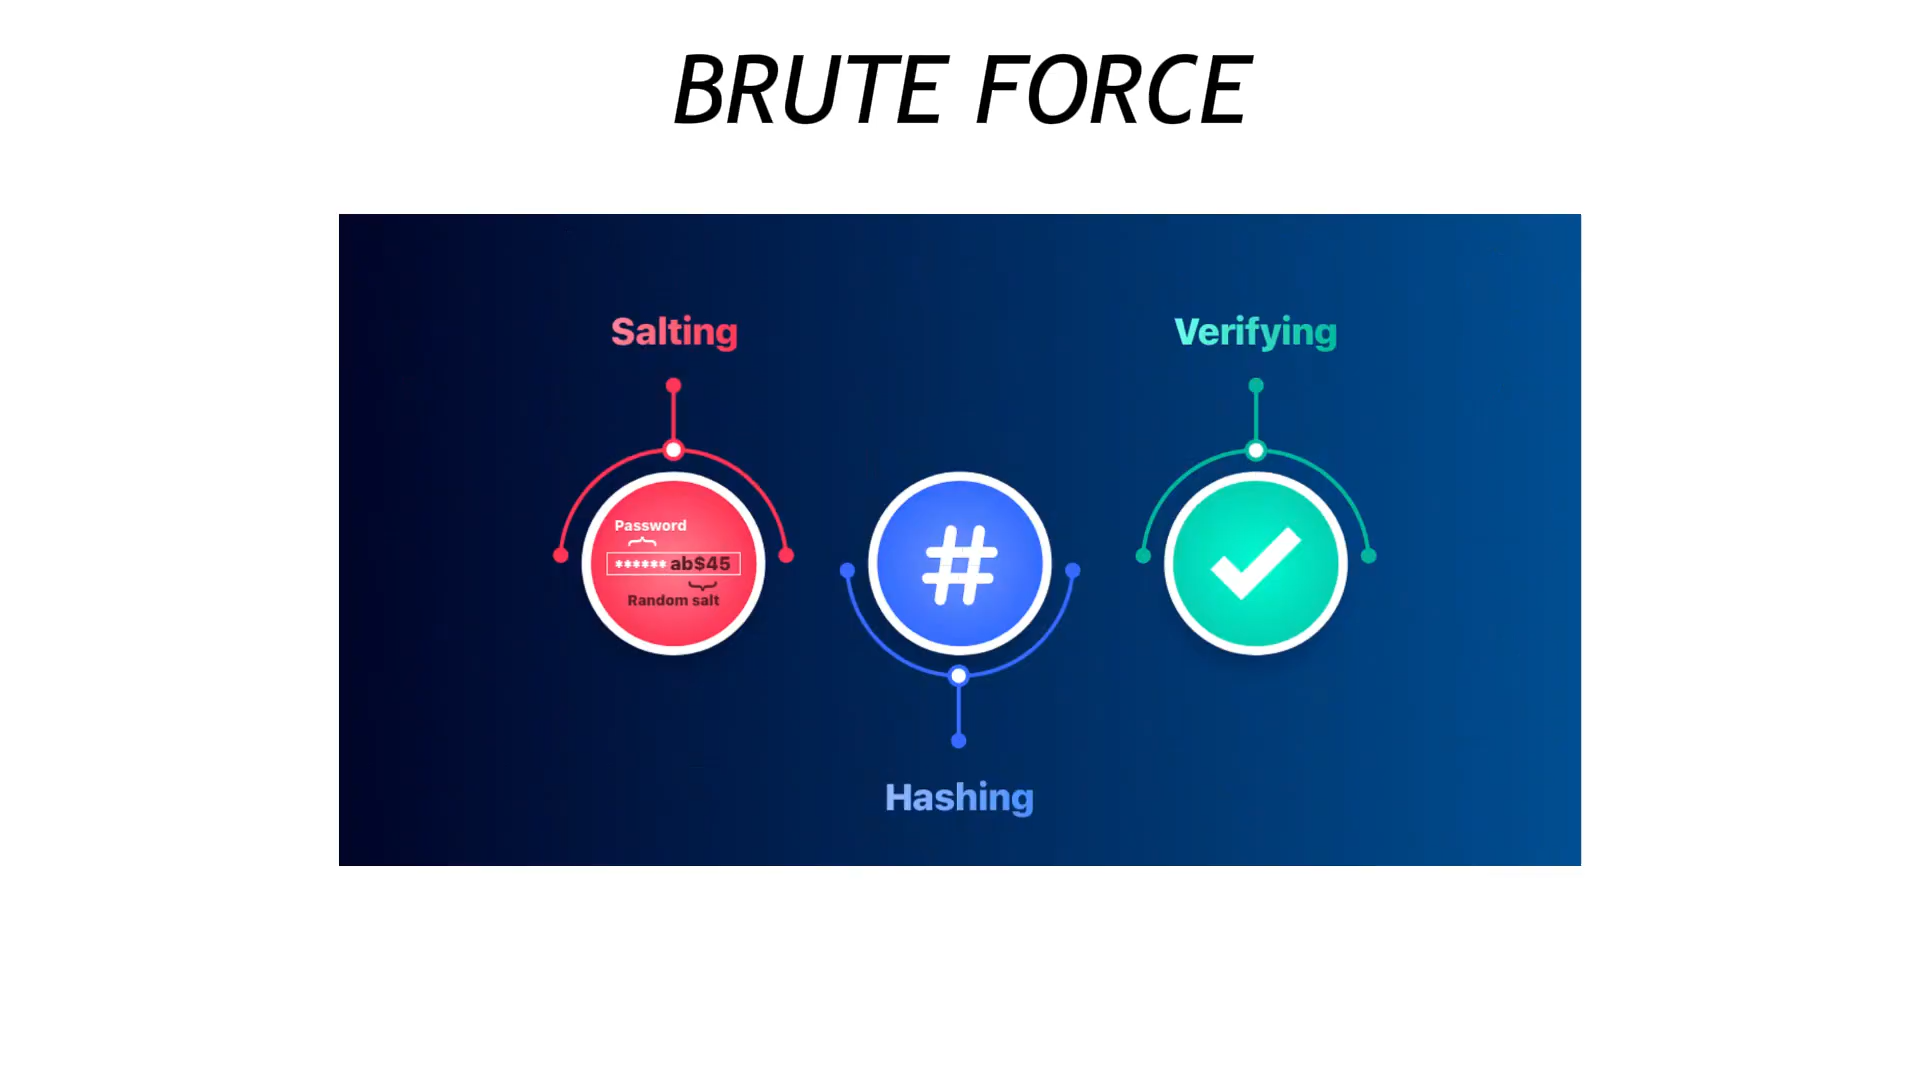 BRUTE FORCE
Salting
Verifying
Password
******ab$45
Random salt
#
Hashing